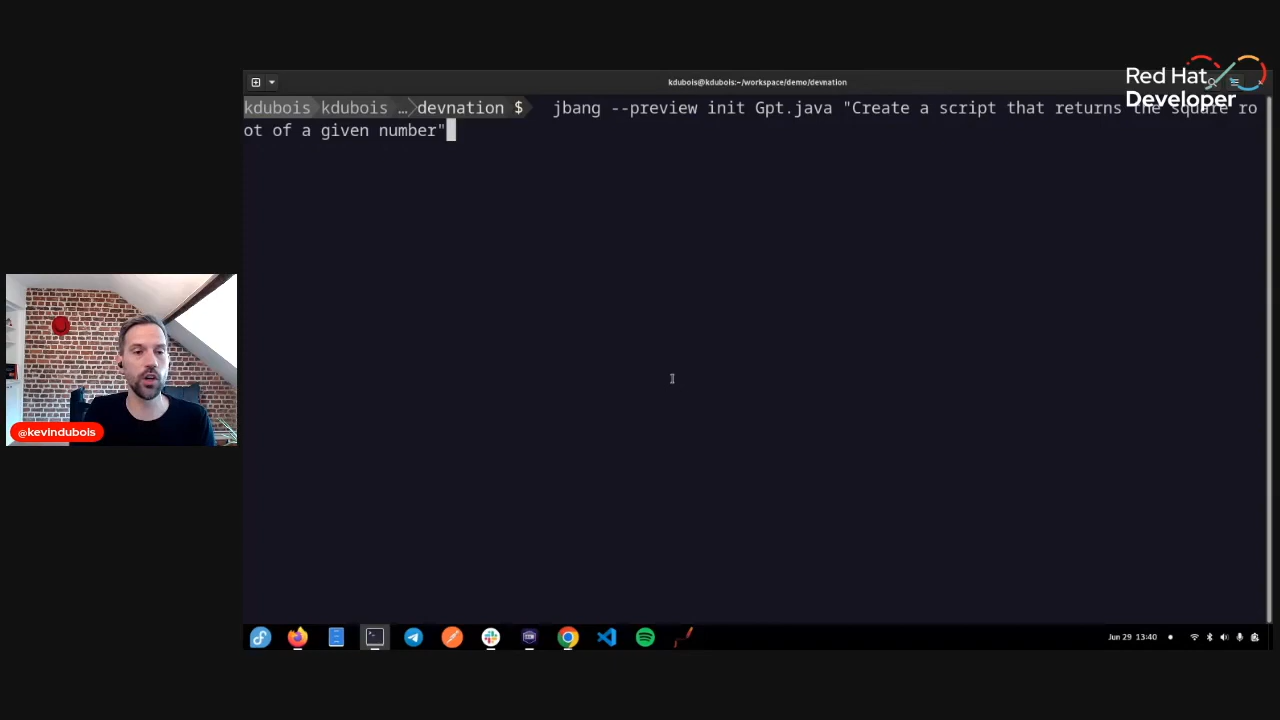 Red Hat
Developer
kdubois@kdubois:~/workspace/demo/devnation
kdubois kdubois …devnation $ jbang --preview init Gpt.java "Create a script that returns the square ro
ot of a given number"
@kevindubois
Jun 29 13:40